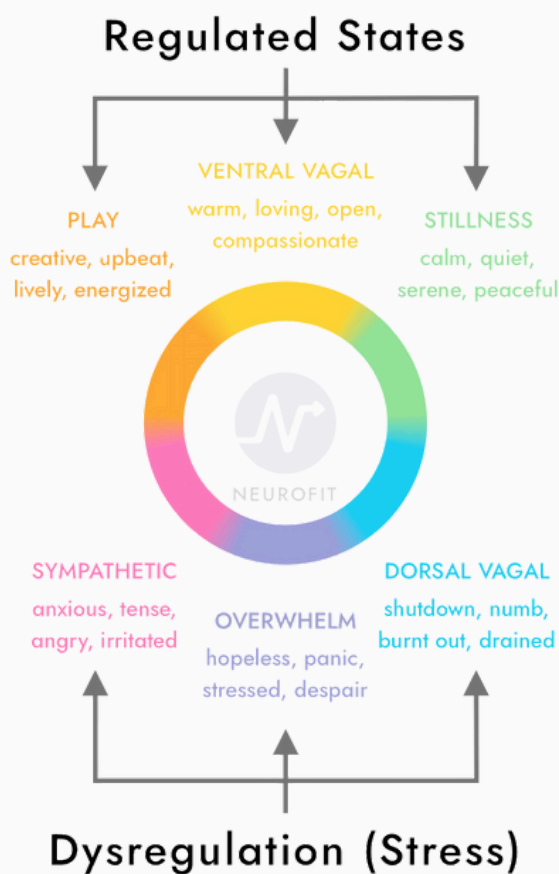 Regulated States
VENTRAL VAGAL
warm, loving, open,
compassionate
PLAY
creative, upbeat,
lively, energized
STILLNESS
calm, quiet,
serene, peaceful
NEUROFIT
SYMPATHETIC
anxious, tense,
angry, irritated
OVERWHELM
hopeless, panic,
stressed, despair
DORSAL VAGAL
shutdown, numb,
burnt out, drained
Dysregulation (Stress)